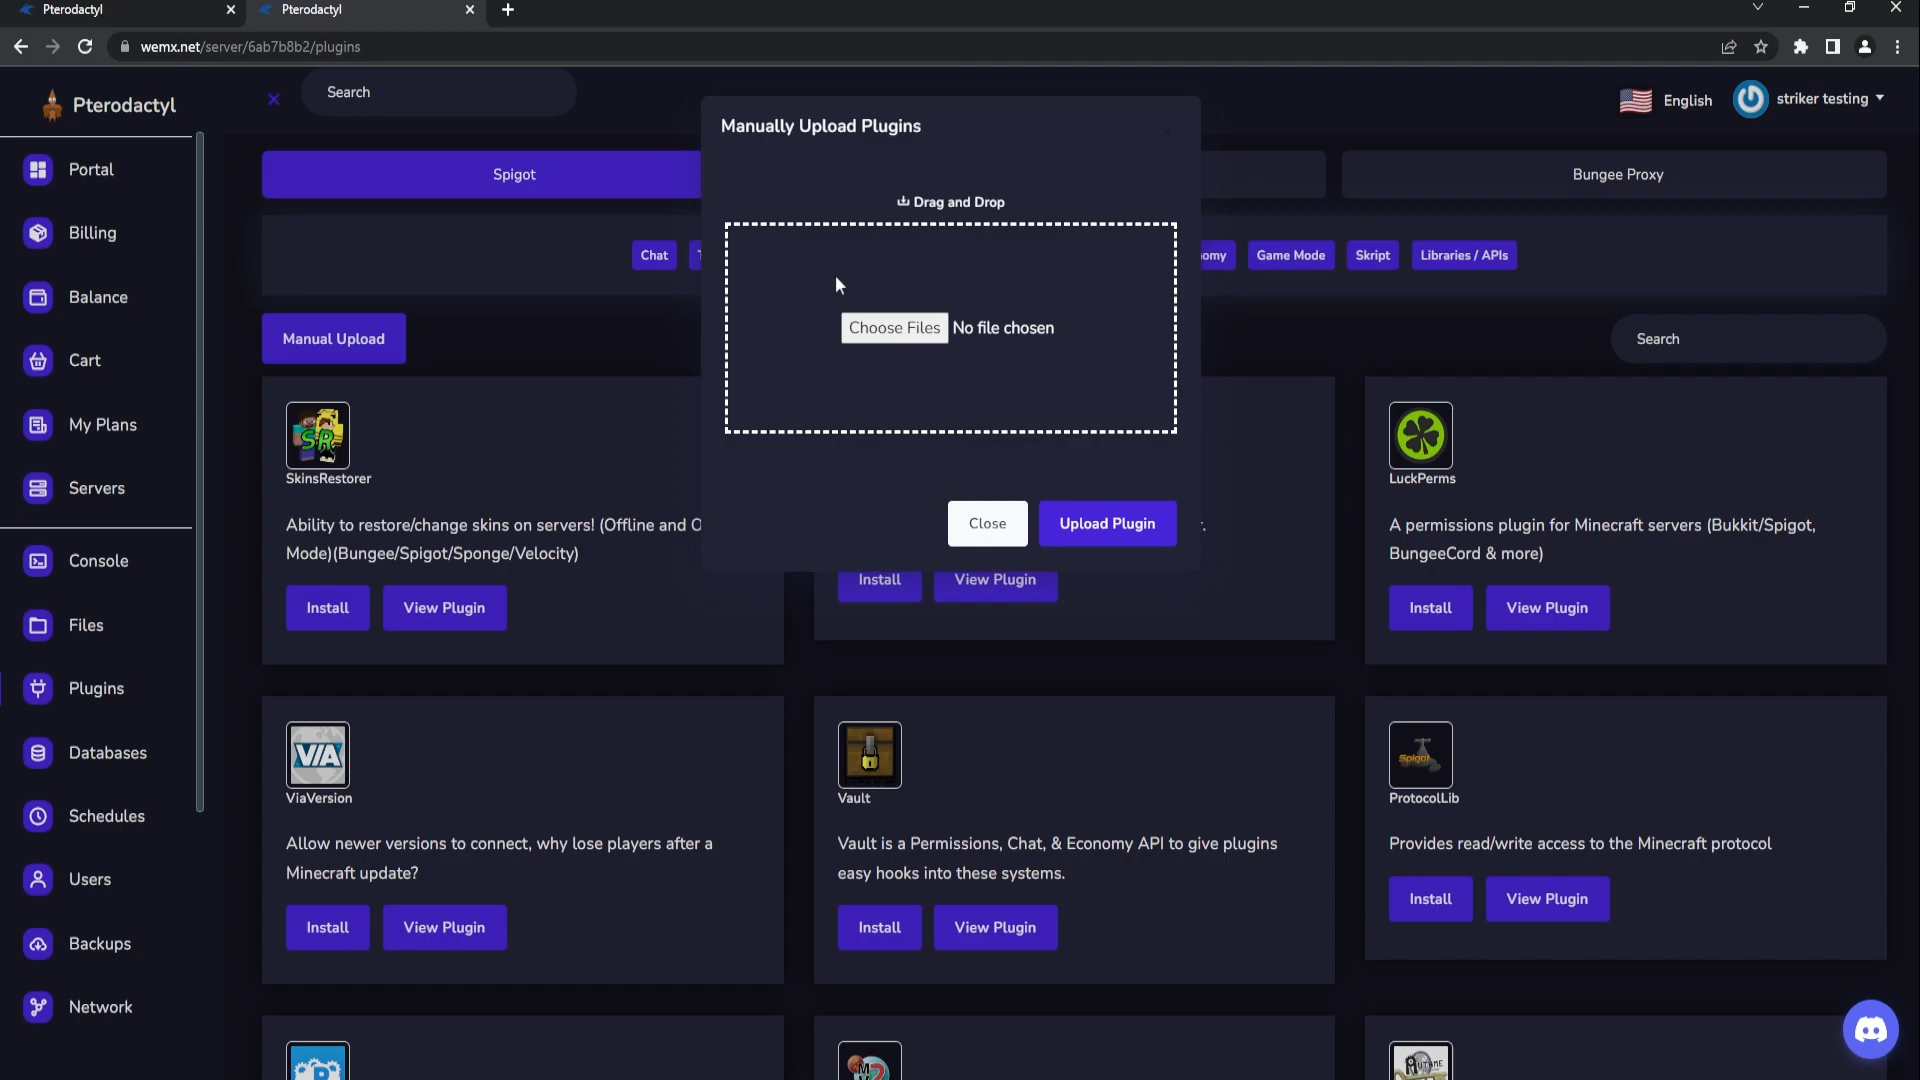 Pterodactyl
Pterodactyl
wemx.net/server/6ab7b8b2/plugins
Pterodactyl
Search
English
striker testing
Portal
Billing
Balance
Cart
My Plans
Servers
Console
Files
Plugins
Databases
Schedules
Users
Backups
Network
Spigot
Bungee Proxy
Chat
Game Mode
Skript
Libraries / APIs
Manual Upload
Search
Manually Upload Plugins
Drag and Drop
Choose Files No file chosen
Close
Upload Plugin
SR
SkinsRestorer
Ability to restore/change skins on servers! (Offline and O
Mode)(Bungee/Spigot/Sponge/Velocity)
Install
View Plugin
Install
View Plugin
LuckPerms
A permissions plugin for Minecraft servers (Bukkit/Spigot,
BungeeCord & more)
Install
View Plugin
VIA
ViaVersion
Allow newer versions to connect, why lose players after a
Minecraft update?
Install
View Plugin
Vault
Vault is a Permissions, Chat, & Economy API to give plugins
easy hooks into these systems.
Install
View Plugin
Spigot
ProtocolLib
Provides read/write access to the Minecraft protocol
Install
View Plugin